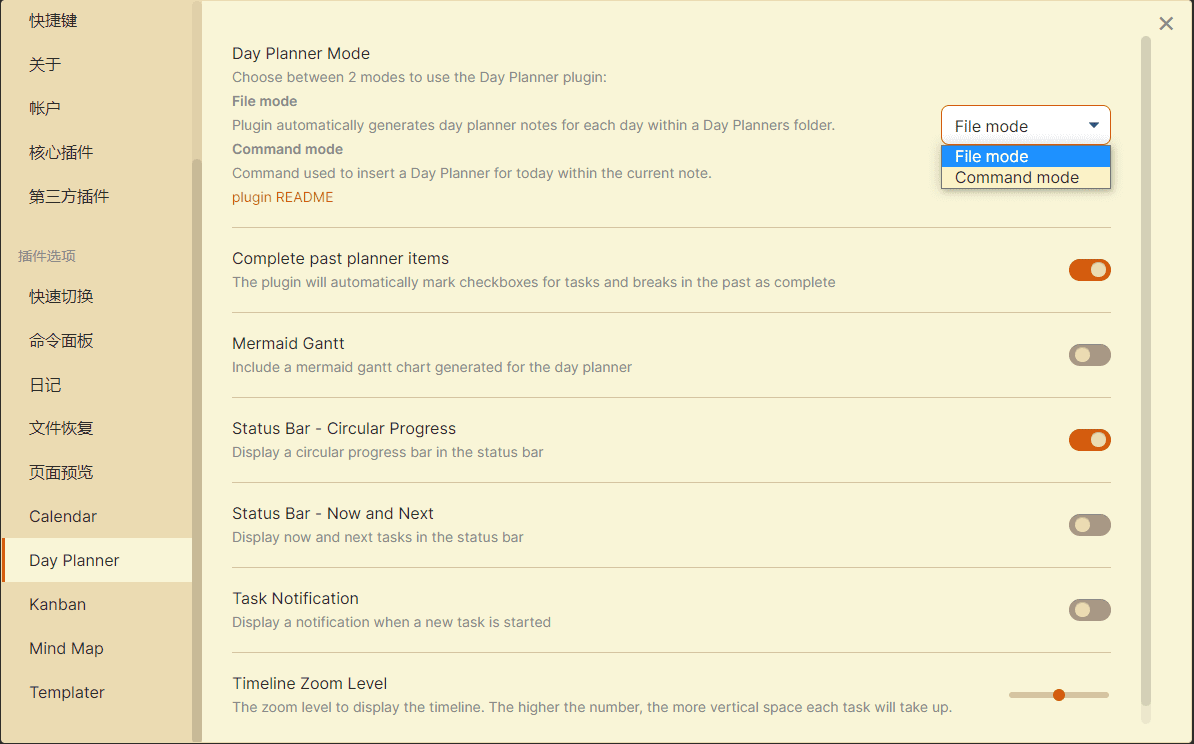 快捷键
关于
帐户
核心插件
第三方插件
插件选项
快速切换
命令面板
日记
文件恢复
页面预览
Calendar
Day Planner
Kanban
Mind Map
Templater
Day Planner Mode
Choose between 2 modes to use the Day Planner plugin:
File mode
Plugin automatically generates day planner notes for each day within a Day Planners folder.
Command mode
Command used to insert a Day Planner for today within the current note.
plugin README
File mode
File mode
Command mode
Complete past planner items
The plugin will automatically mark checkboxes for tasks and breaks in the past as complete
Mermaid Gantt
Include a mermaid gantt chart generated for the day planner
Status Bar - Circular Progress
Display a circular progress bar in the status bar
Status Bar - Now and Next
Display now and next tasks in the status bar
Task Notification
Display a notification when a new task is started
Timeline Zoom Level
The zoom level to display the timeline. The higher the number, the more vertical space each task will take up.